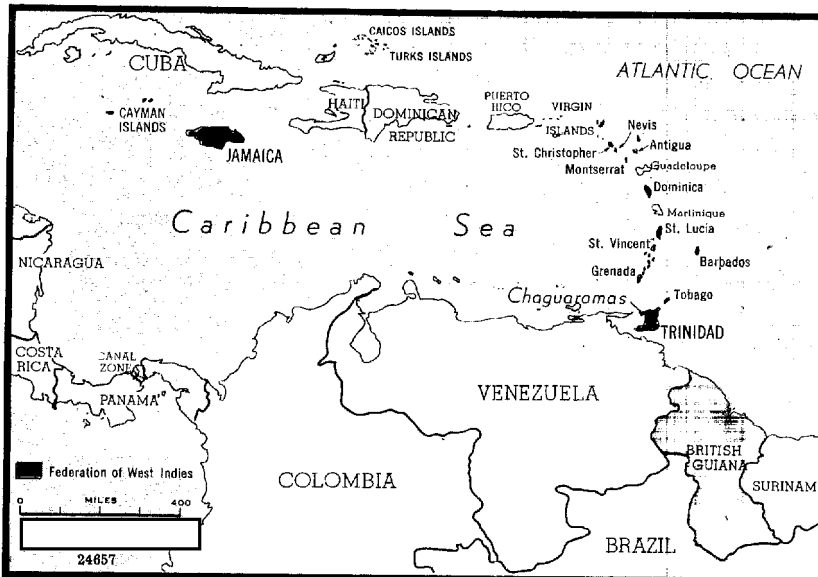 CAICOS ISLANDS
TURKS ISLANDS
CUBA
ATLANTIC OCEAN
CAYMAN
ISLANDS
JAMAICA
HAITI
DOMINICAN
REPUBLIC
PUERTO
RICO
VIRGIN
ISLANDS
Nevis
St. Christopher
Antigua
Montserrat
Guadeloupe
Dominica
Martinique
Caribbean Sea
St. Lucia
St. Vincent
Barbados
Grenada
Chaguaramas
Tobago
TRINIDAD
NICARAGUA
COSTA
RICA
CANAL
ZONE
PANAMA
VENEZUELA
COLOMBIA
BRITISH
GUIANA
SURINAM
BRAZIL
Federation of West Indies
MILES
0 400
24657